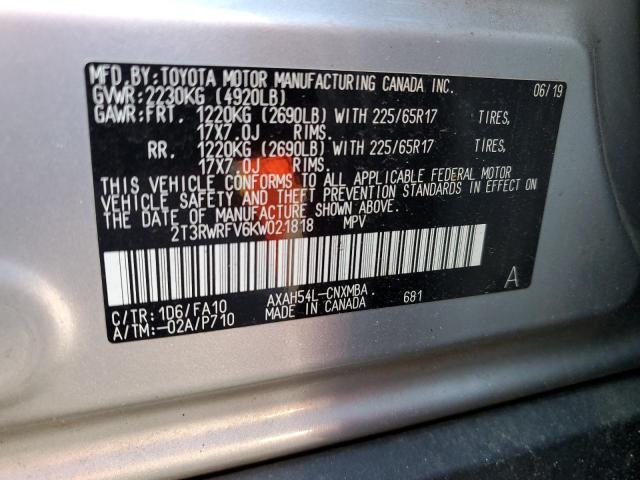 MFD. BY: TOYOTA MOTOR MANUFACTURING CANADA INC. 06/19
GVWR: 2230KG (4920LB)
GAWR: FRT. 1220KG (2690LB) WITH 225/65R17 TIRES,
17X7.0J RIMS.
RR. 1220KG (2690LB) WITH 225/65R17 TIRES,
17X7.0J RIMS.
THIS VEHICLE CONFORMS TO ALL APPLICABLE FEDERAL MOTOR
VEHICLE SAFETY AND THEFT PREVENTION STANDARDS IN EFFECT ON
THE DATE OF MANUFACTURE SHOWN ABOVE.
2T3RWRFV6KW021818 MPV
C/TR: 1D6/FA10 AXAH54L-CNXMBA 681 A
A/TM: -02A/P710 MADE IN CANADA